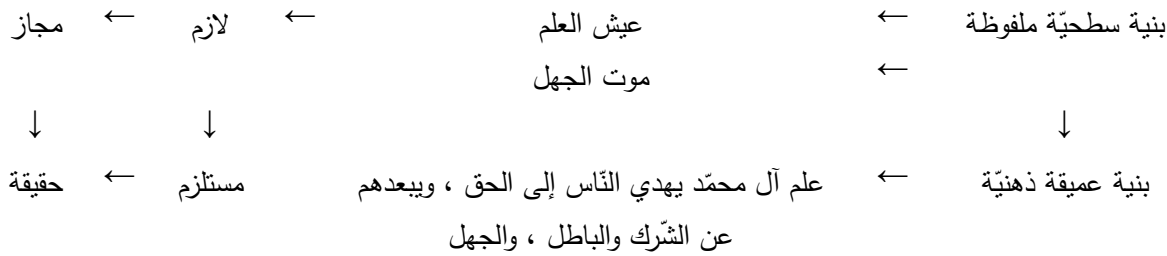 بنية سطحيّة ملفوظة ← عيش العلم ← لازم ← مجاز
← موت الجهل
↓ ↓ ↓
بنية عميقة ذهنيّة ← علم آل محمّد يهدي النّاس إلى الحق ، ويبعدهم مستلزم ← حقيقة
عن الشّرك والباطل ، والجهل